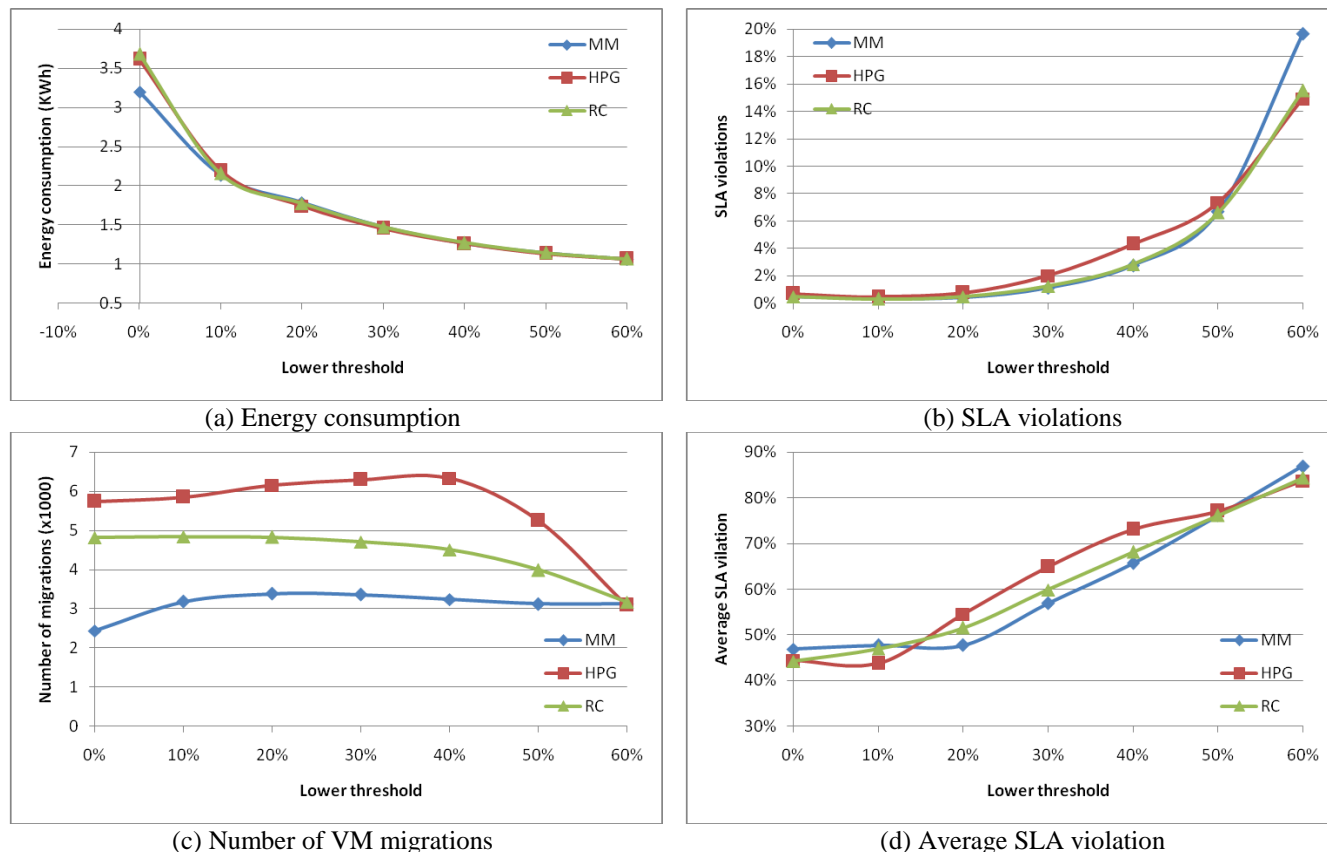 4
3.5
3
2.5
2
1.5
1
0.5
-10% 0% 10% 20% 30% 40% 50% 60%
Energy consumption (KWh)
Lower threshold
MM
HPG
RC
(a) Energy consumption
20%
18%
16%
14%
12%
10%
8%
6%
4%
2%
0%
0% 10% 20% 30% 40% 50% 60%
SLA violations
Lower threshold
MM
HPG
RC
(b) SLA violations
7
6
5
4
3
2
1
0
0% 10% 20% 30% 40% 50% 60%
Number of migrations (x1000)
Lower threshold
MM
HPG
RC
(c) Number of VM migrations
90%
80%
70%
60%
50%
40%
30%
0% 10% 20% 30% 40% 50% 60%
Average SLA vilation
Lower threshold
MM
HPG
RC
(d) Average SLA violation